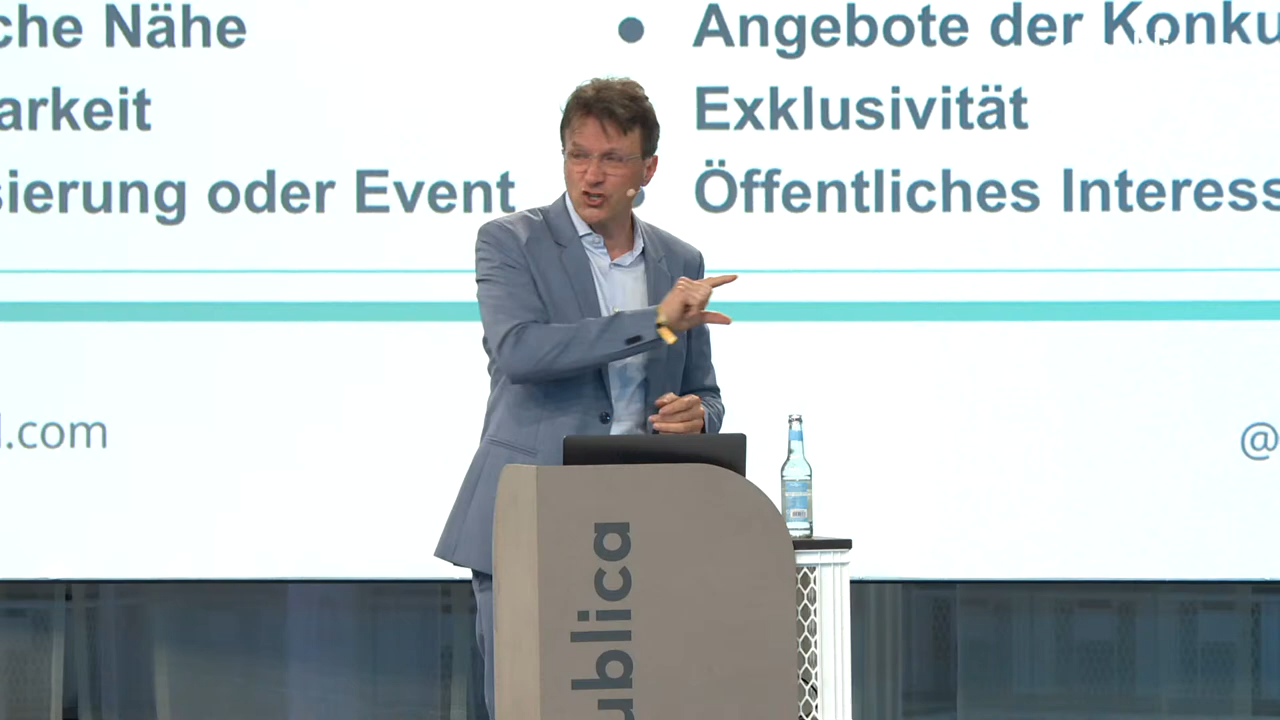 che Nähe
arkeit
sierung oder Event
.com
• Angebote der Konku
Exklusivität
Öffentliches Interess
@
ublica